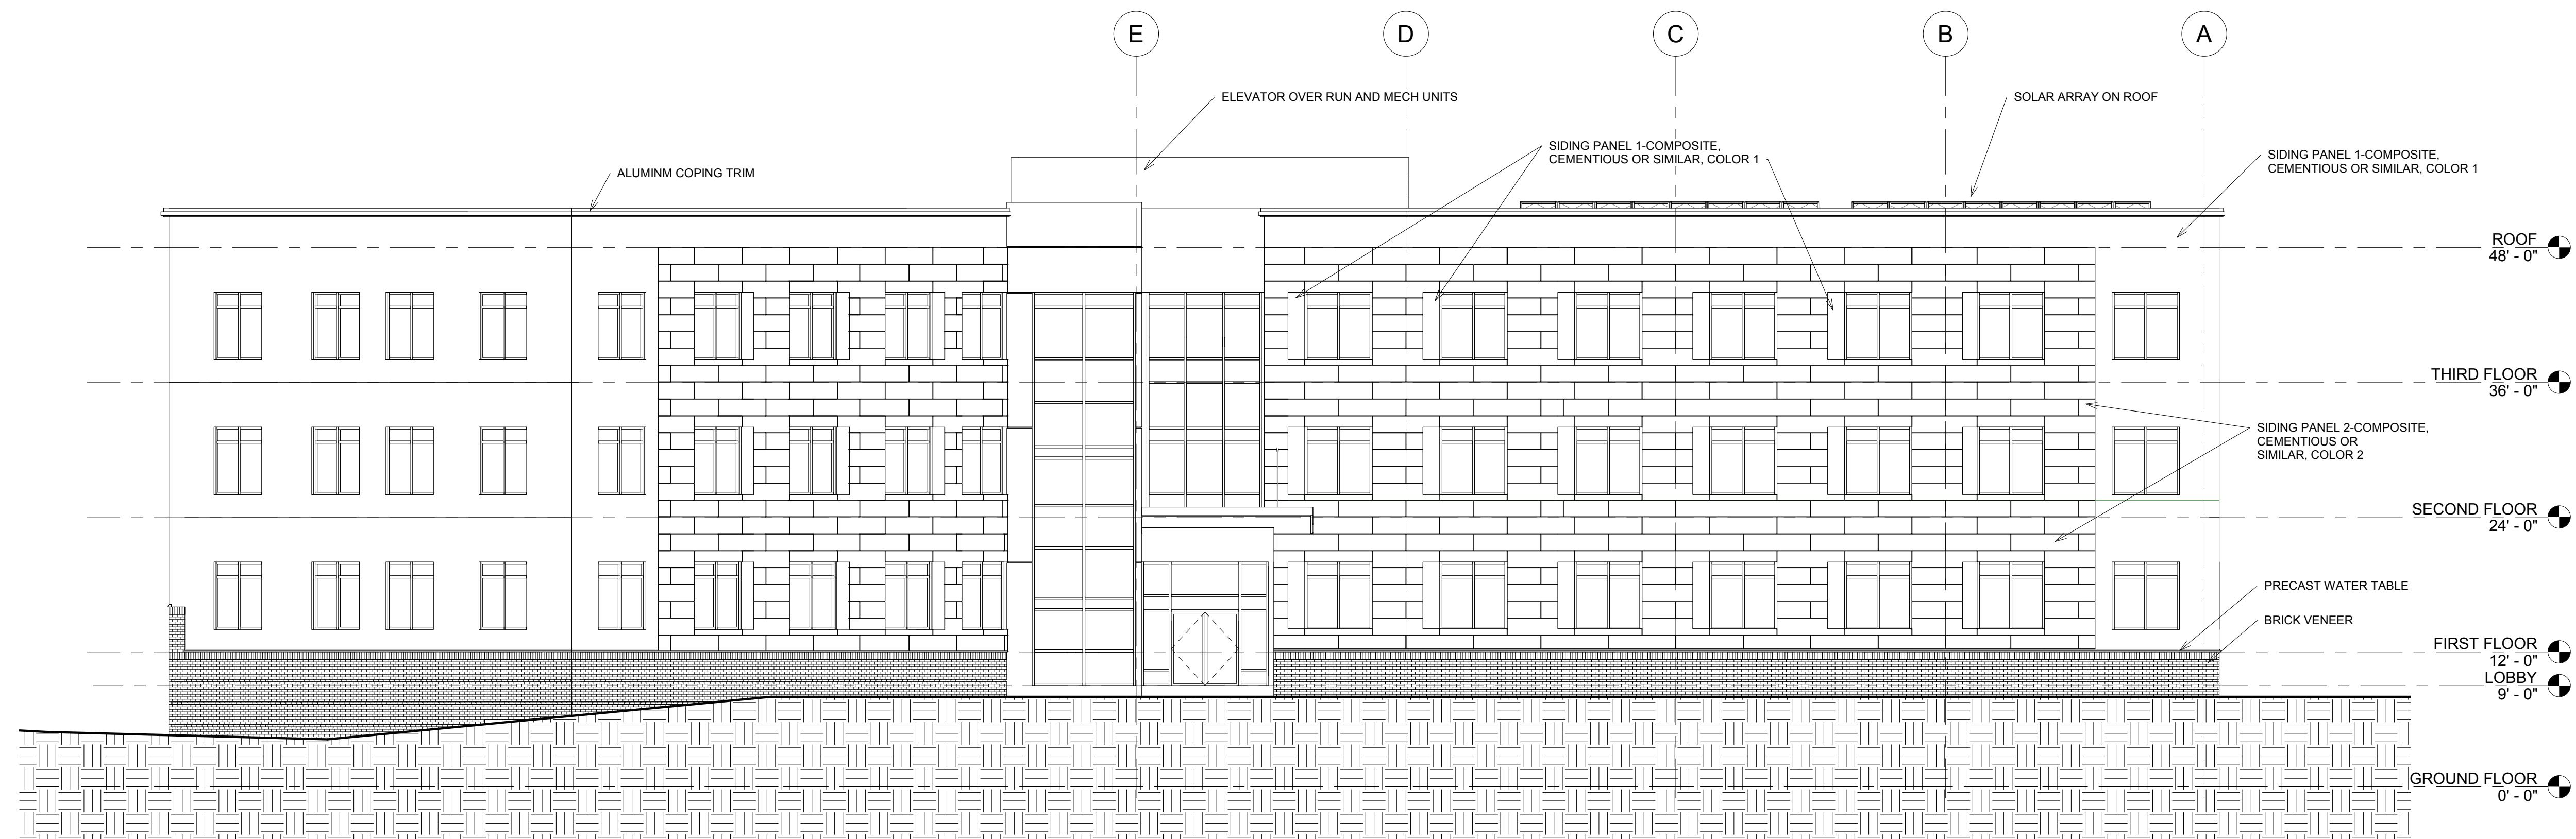 E
D
C
B
A
ELEVATOR OVER RUN AND MECH UNITS
SOLAR ARRAY ON ROOF
SIDING PANEL 1-COMPOSITE,
CEMENTIOUS OR SIMILAR, COLOR 1
SIDING PANEL 1-COMPOSITE,
CEMENTIOUS OR SIMILAR, COLOR 1
ALUMINM COPING TRIM
ROOF
48' - 0"
THIRD FLOOR
36' - 0"
SIDING PANEL 2-COMPOSITE,
CEMENTIOUS OR
SIMILAR, COLOR 2
SECOND FLOOR
24' - 0"
PRECAST WATER TABLE
BRICK VENEER
FIRST FLOOR
12' - 0"
LOBBY
9' - 0"
GROUND FLOOR
0' - 0"